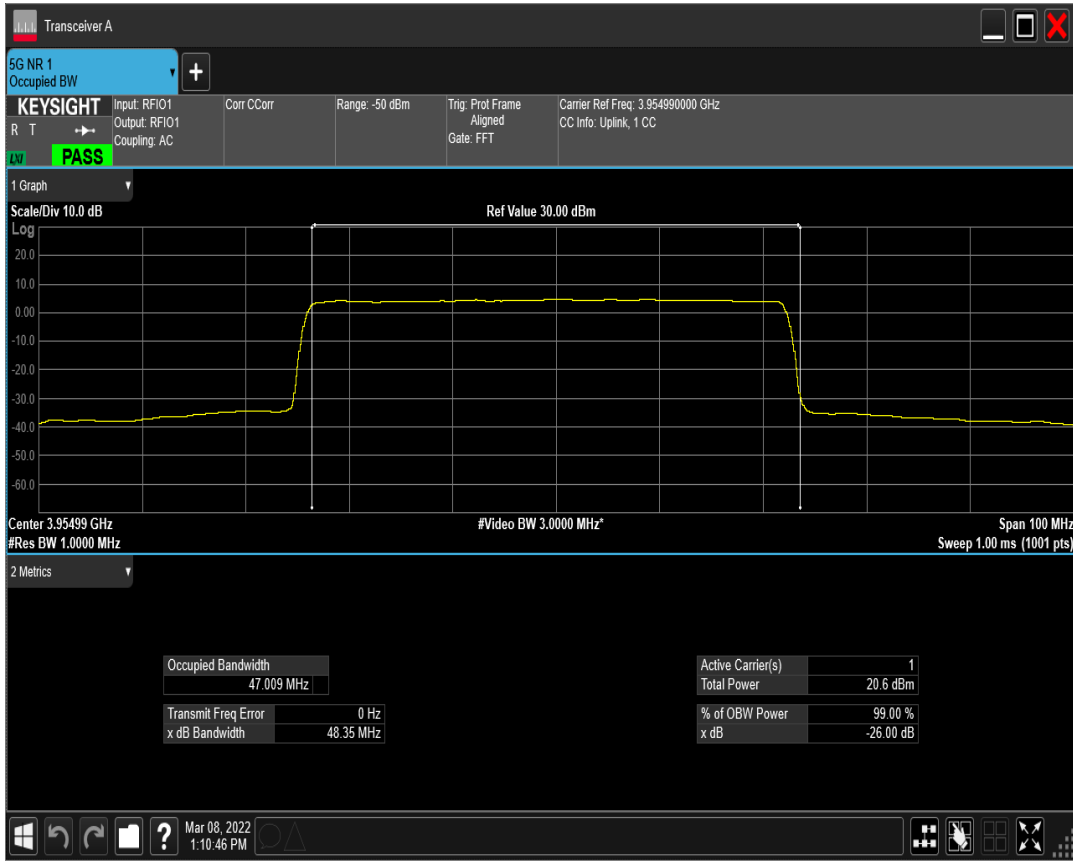 Transceiver A
5G NR 1
Occupied BW
+
KEYSIGHT
R T
LXI
PASS
Input: RFIO1
Output: RFIO1
Coupling: AC
Corr CCorr
Range: -50 dBm
Trig: Prot Frame
Aligned
Gate: FFT
Carrier Ref Freq: 3.954990000 GHz
CC Info: Uplink, 1 CC
1 Graph
Scale/Div 10.0 dB
Ref Value 30.00 dBm
Log
20.0
10.0
0.00
-10.0
-20.0
-30.0
-40.0
-50.0
-60.0
Center 3.95499 GHz
#Video BW 3.0000 MHz*
Span 100 MHz
#Res BW 1.0000 MHz
Sweep 1.00 ms (1001 pts)
2 Metrics
Occupied Bandwidth
47.009 MHz
Transmit Freq Error 0 Hz
x dB Bandwidth 48.35 MHz
Active Carrier(s) 1
Total Power 20.6 dBm
% of OBW Power 99.00 %
x dB -26.00 dB
?
Mar 08, 2022
1:10:46 PM